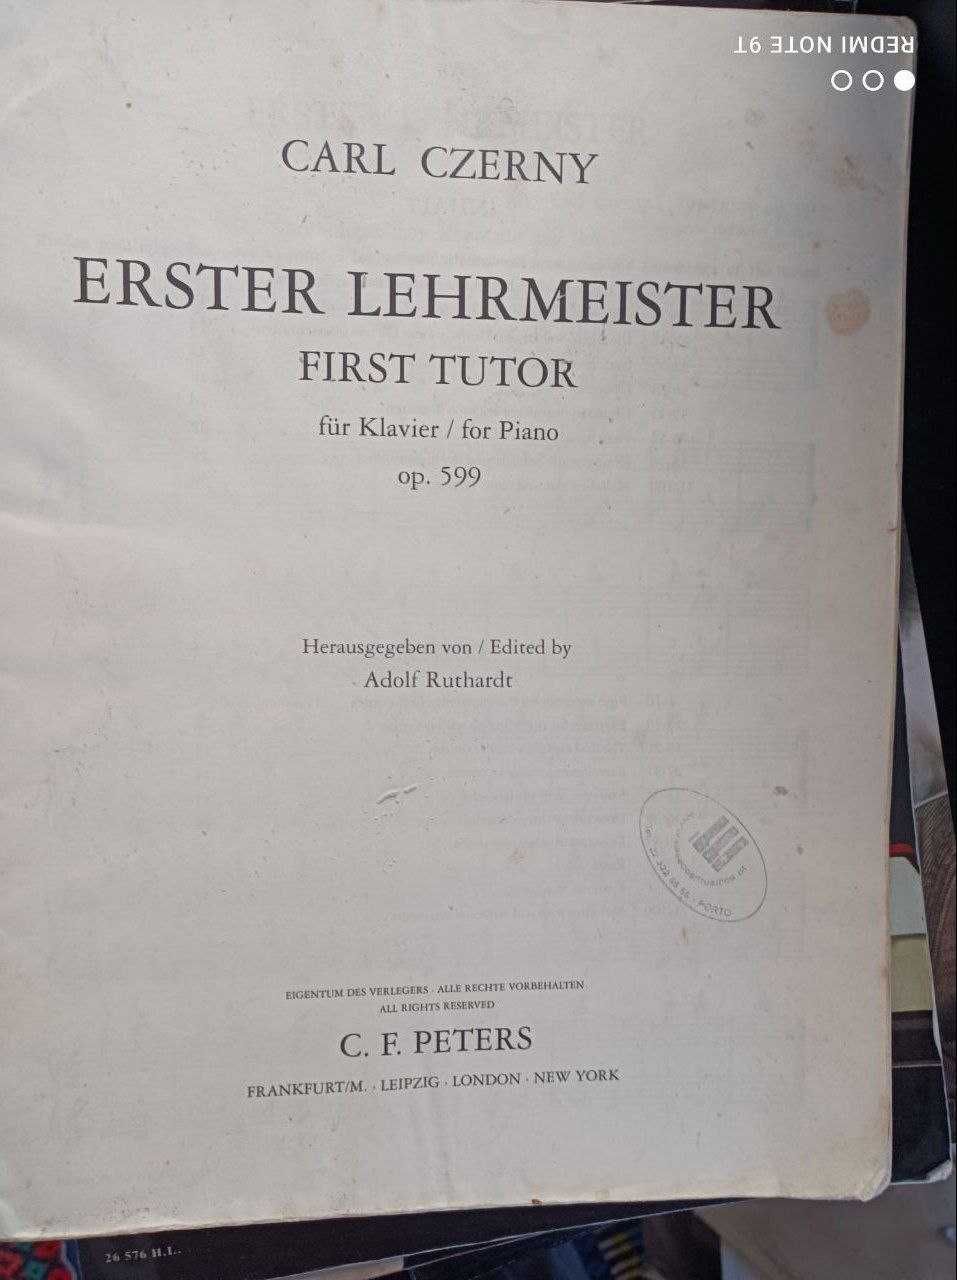 REDMI NOTE 9T
CARL CZERNY
ERSTER LEHRMEISTER
FIRST TUTOR
für Klavier / for Piano
op. 599
Herausgegeben von / Edited by
Adolf Ruthardt
PORTO
EIGENTUM DES VERLEGERS · ALLE RECHTE VORBEHALTEN
ALL RIGHTS RESERVED
C. F. PETERS
FRANKFURT/M. · LEIPZIG · LONDON · NEW YORK
26 576 H.L..